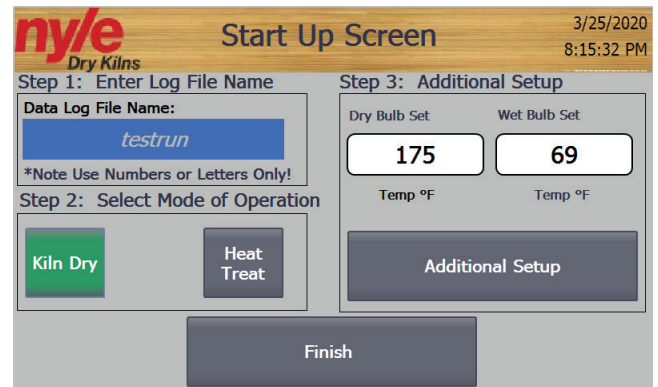 nyle
Dry Kilns
Start Up Screen
3/25/2020
8:15:32 PM
Step 1: Enter Log File Name
Data Log File Name:
testrun
*Note Use Numbers or Letters Only!
Step 2: Select Mode of Operation
Kiln Dry
Heat
Treat
Step 3: Additional Setup
Dry Bulb Set
Wet Bulb Set
175
69
Temp ºF
Temp ºF
Additional Setup
Finish